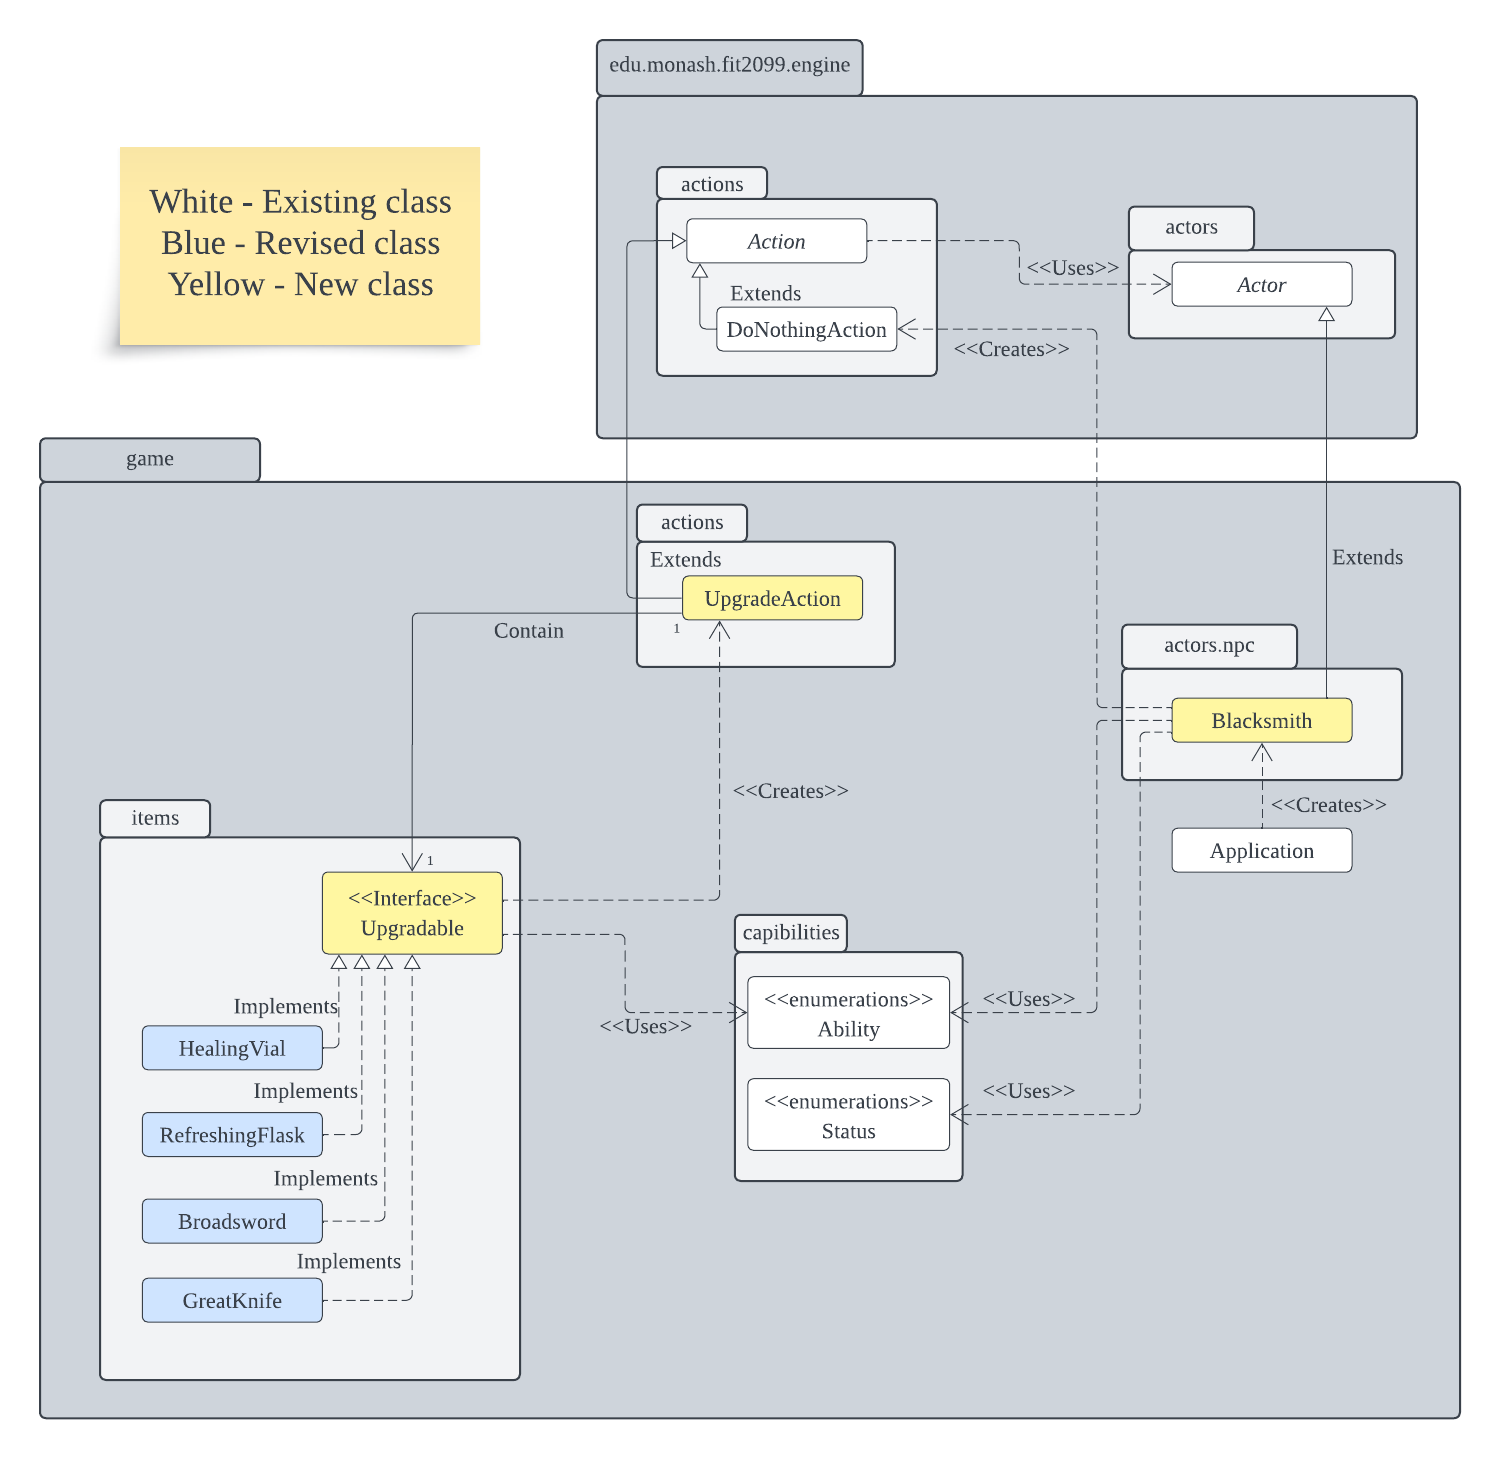 edu.monash.fit2099.engine
White - Existing class
Blue - Revised class
Yellow - New class
actions
Action
Extends
DoNothingAction
<<Uses>>
<<Creates>>
actors
Actor
game
actions
Extends
UpgradeAction
1
Contain
Extends
actors.npc
Blacksmith
<<Creates>>
Application
<<Creates>>
items
1
<<Interface>>
Upgradable
Implements
HealingVial
Implements
RefreshingFlask
Implements
Broadsword
Implements
GreatKnife
<<Uses>>
capibilities
<<enumerations>>
Ability
<<enumerations>>
Status
<<Uses>>
<<Uses>>